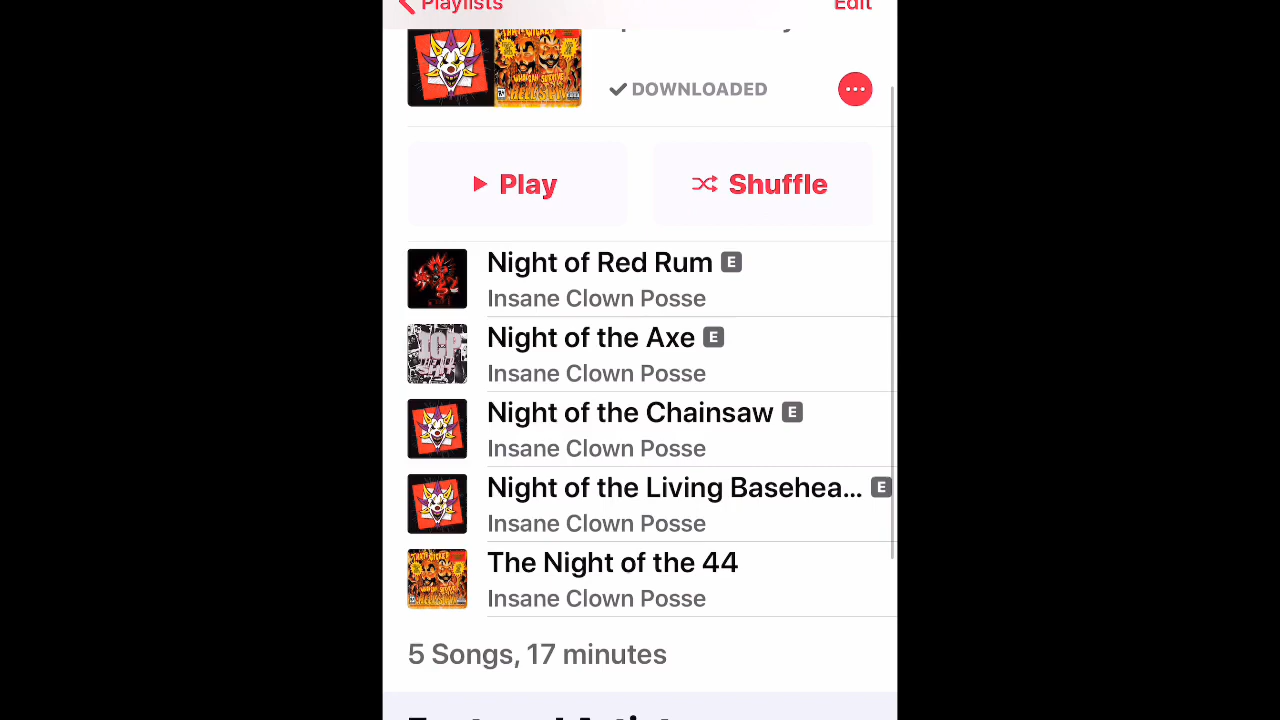 Playlists
Edit
DOWNLOADED
Play
Shuffle
Night of Red Rum E
Insane Clown Posse
Night of the Axe E
Insane Clown Posse
Night of the Chainsaw E
Insane Clown Posse
Night of the Living Basehea... E
Insane Clown Posse
The Night of the 44
Insane Clown Posse
5 Songs, 17 minutes